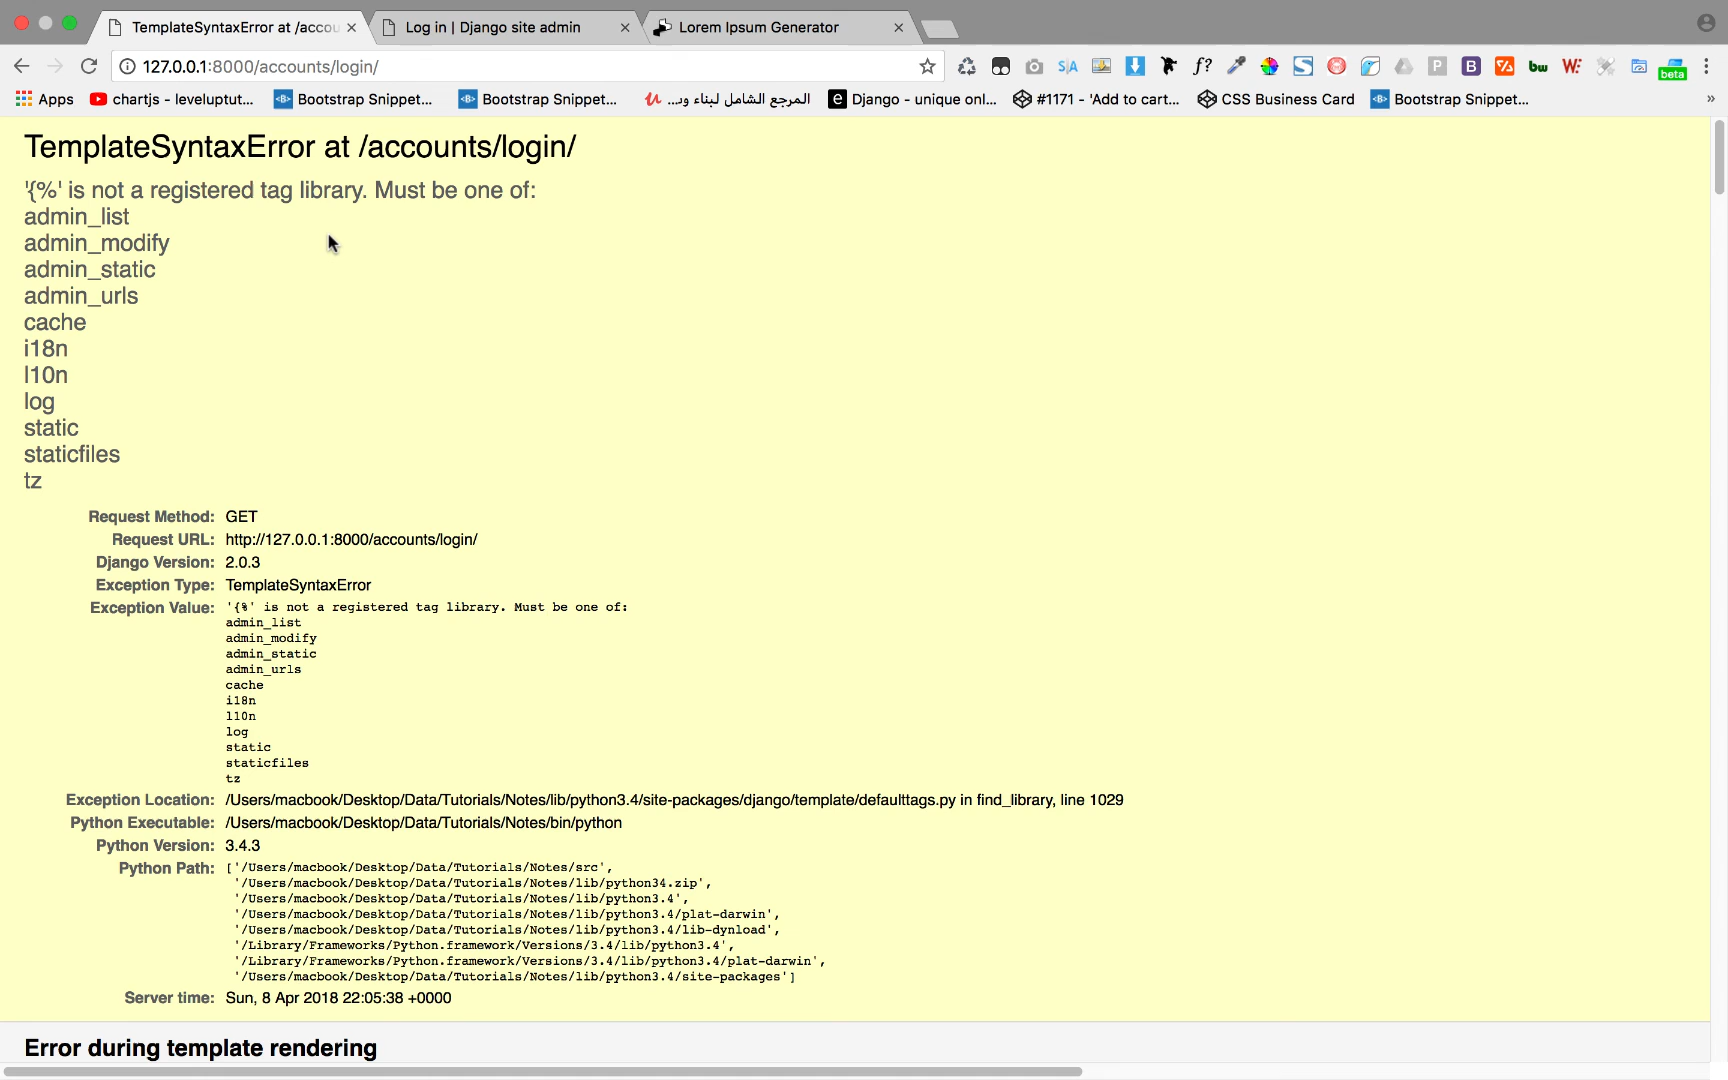 TemplateSyntaxError at /accou
Log in | Django site admin
Lorem Ipsum Generator
127.0.0.1:8000/accounts/login/
S|A
f?
P
B
bw
W:
beta
Apps
chartjs - leveluptut...
Bootstrap Snippet...
Bootstrap Snippet...
المرجع الشامل لبناء وت...
Django - unique onl...
#1171 - 'Add to cart...
CSS Business Card
Bootstrap Snippet...
»
TemplateSyntaxError at /accounts/login/
'{%' is not a registered tag library. Must be one of:
admin_list
admin_modify
admin_static
admin_urls
cache
i18n
l10n
log
static
staticfiles
tz
Request Method: GET
Request URL: http://127.0.0.1:8000/accounts/login/
Django Version: 2.0.3
Exception Type: TemplateSyntaxError
Exception Value: '{%' is not a registered tag library. Must be one of:
admin_list
admin_modify
admin_static
admin_urls
cache
i18n
l10n
log
static
staticfiles
tz
Exception Location: /Users/macbook/Desktop/Data/Tutorials/Notes/lib/python3.4/site-packages/django/template/defaulttags.py in find_library, line 1029
Python Executable: /Users/macbook/Desktop/Data/Tutorials/Notes/bin/python
Python Version: 3.4.3
Python Path: ['/Users/macbook/Desktop/Data/Tutorials/Notes/src',
'/Users/macbook/Desktop/Data/Tutorials/Notes/lib/python34.zip',
'/Users/macbook/Desktop/Data/Tutorials/Notes/lib/python3.4',
'/Users/macbook/Desktop/Data/Tutorials/Notes/lib/python3.4/plat-darwin',
'/Users/macbook/Desktop/Data/Tutorials/Notes/lib/python3.4/lib-dynload',
'/Library/Frameworks/Python.framework/Versions/3.4/lib/python3.4',
'/Library/Frameworks/Python.framework/Versions/3.4/lib/python3.4/plat-darwin',
'/Users/macbook/Desktop/Data/Tutorials/Notes/lib/python3.4/site-packages']
Server time: Sun, 8 Apr 2018 22:05:38 +0000
Error during template rendering